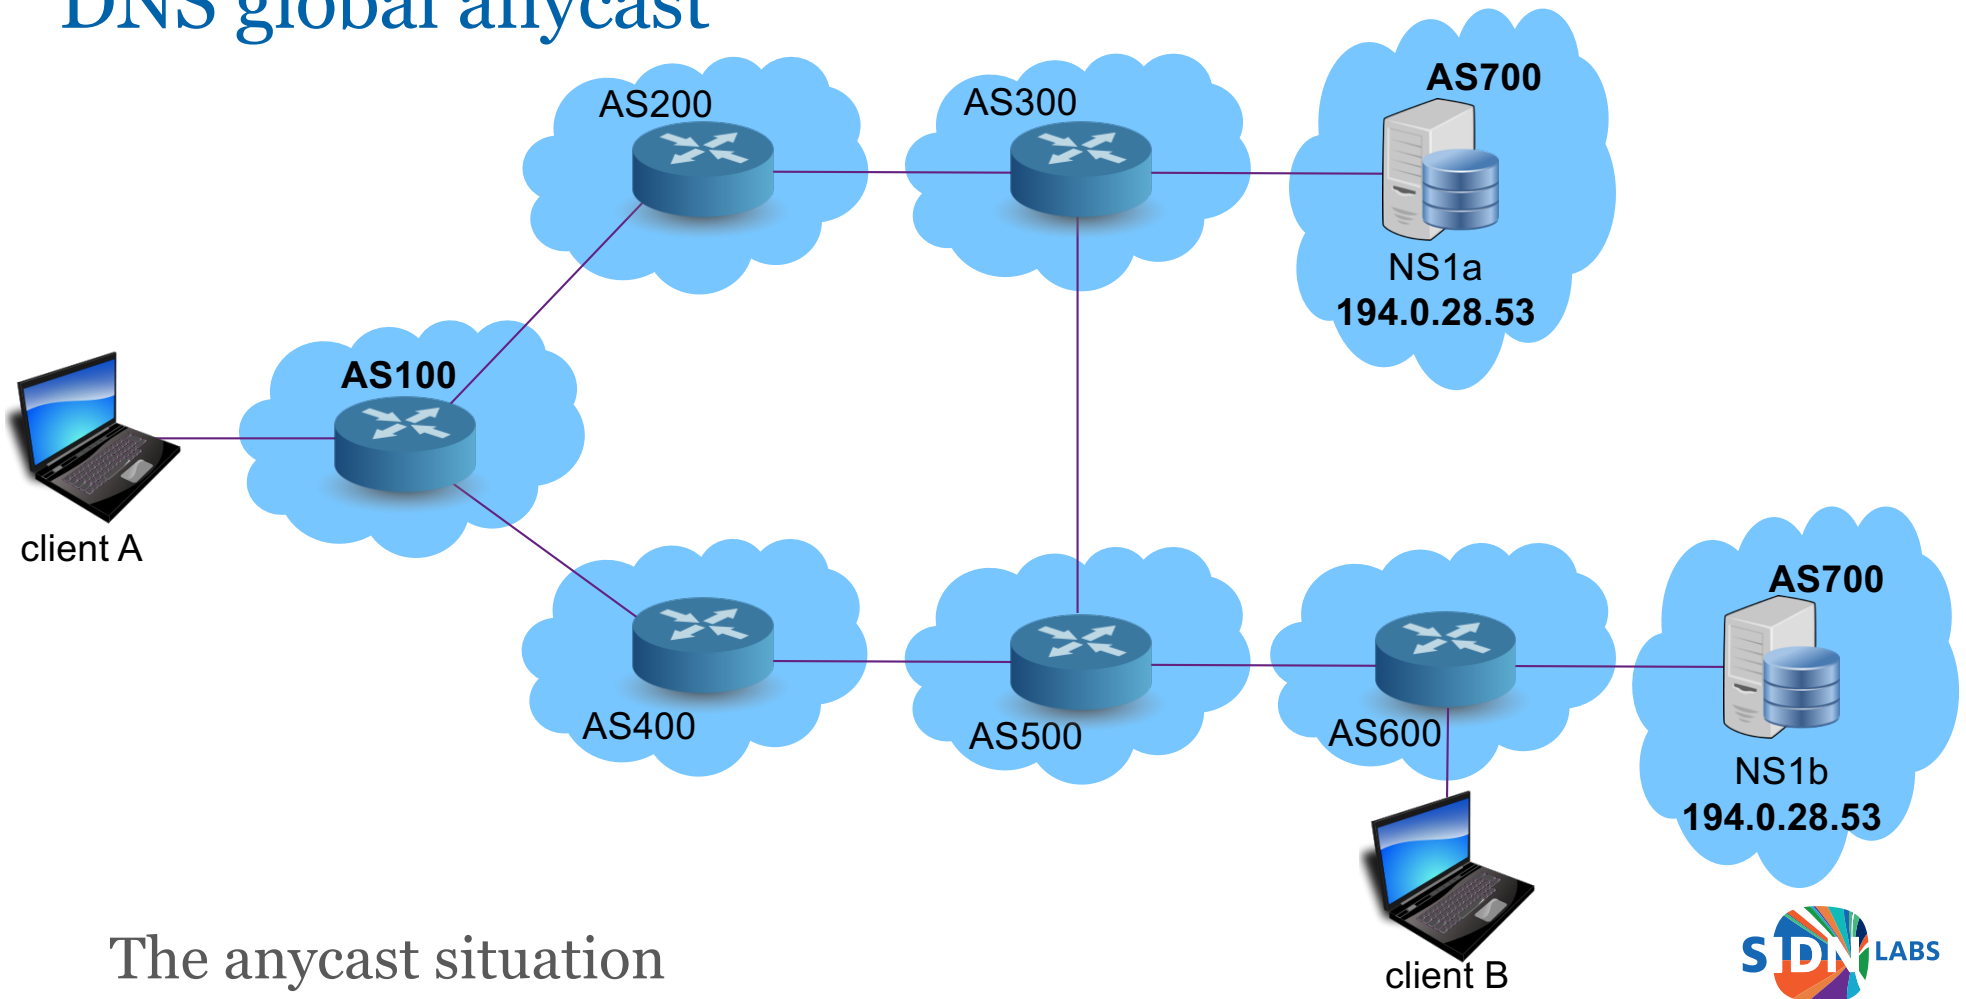 DNS global anycast
AS200
AS300
AS700
NS1a
194.0.28.53
AS100
client A
AS400
AS500
AS600
AS700
NS1b
194.0.28.53
client B
The anycast situation
SIDN LABS